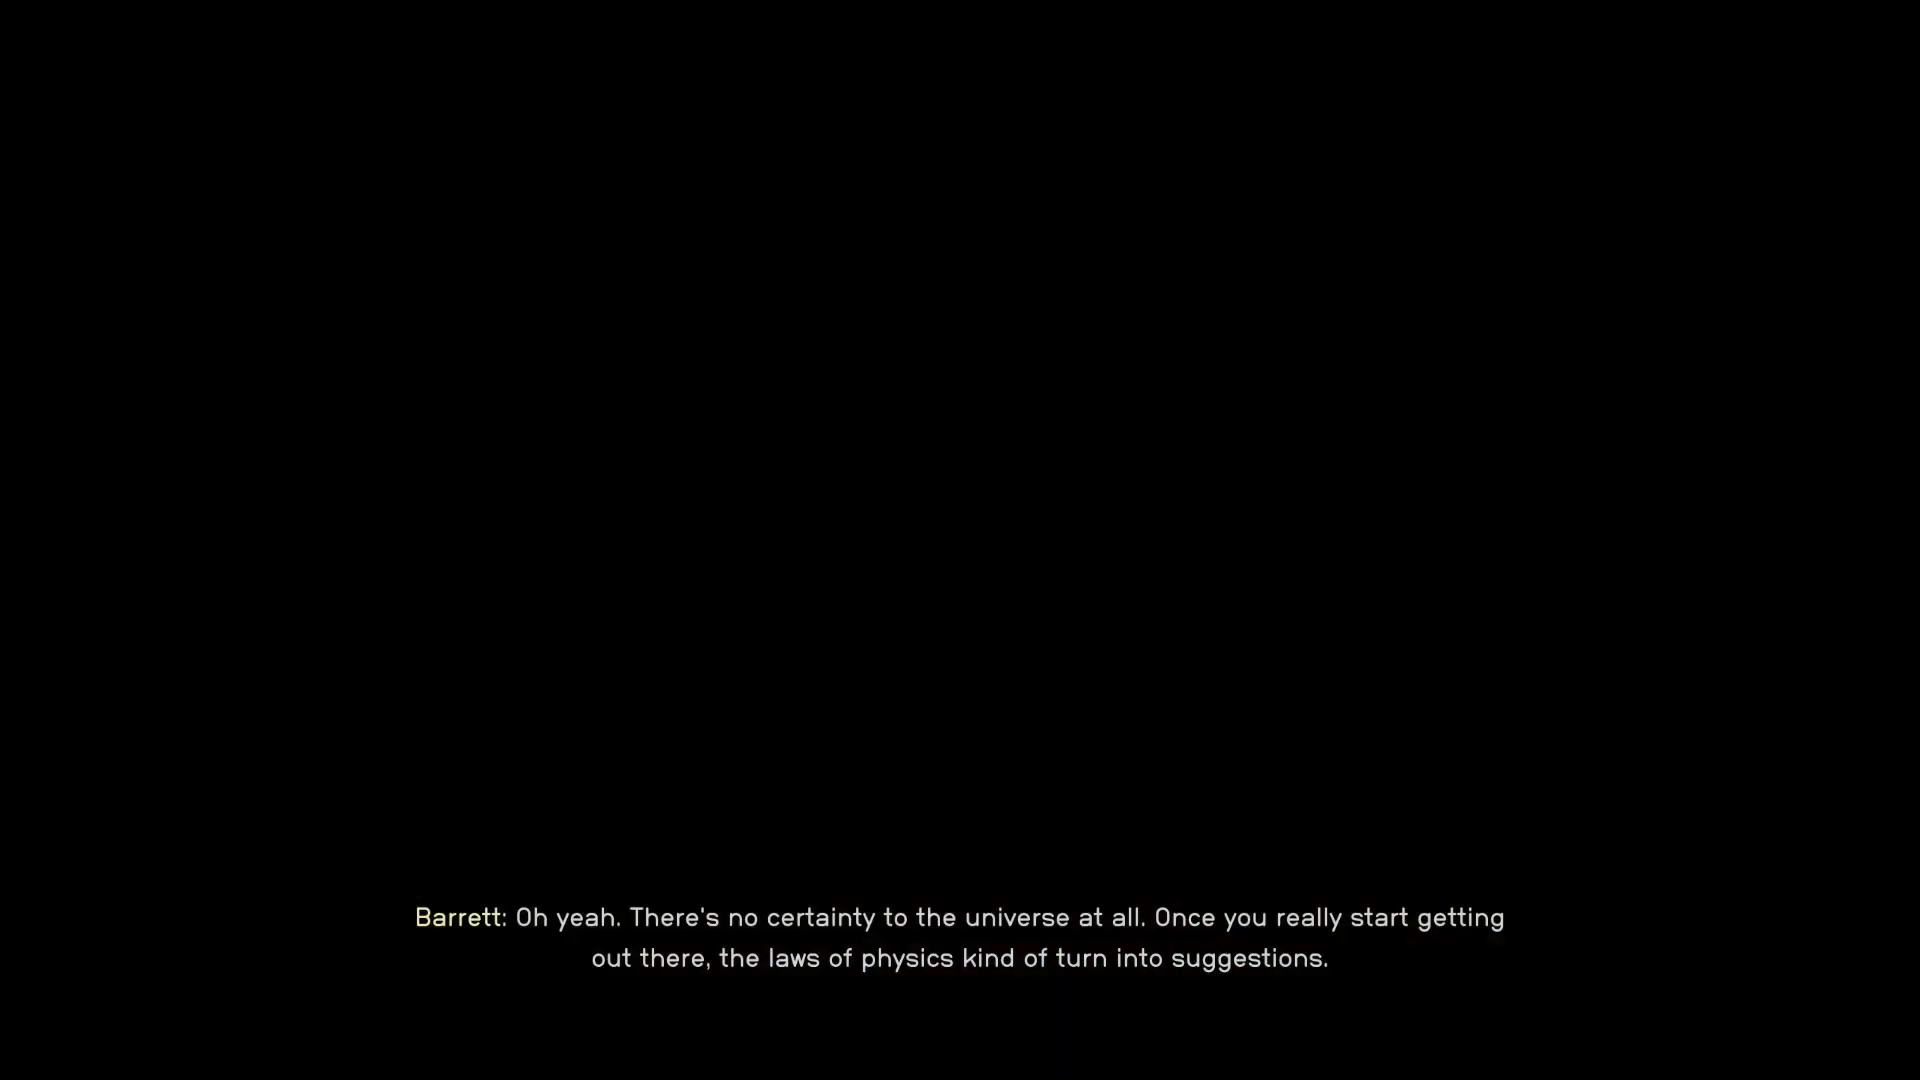 Barrett: Oh yeah. There's no certainty to the universe at all. Once you really start getting
out there, the laws of physics kind of turn into suggestions.